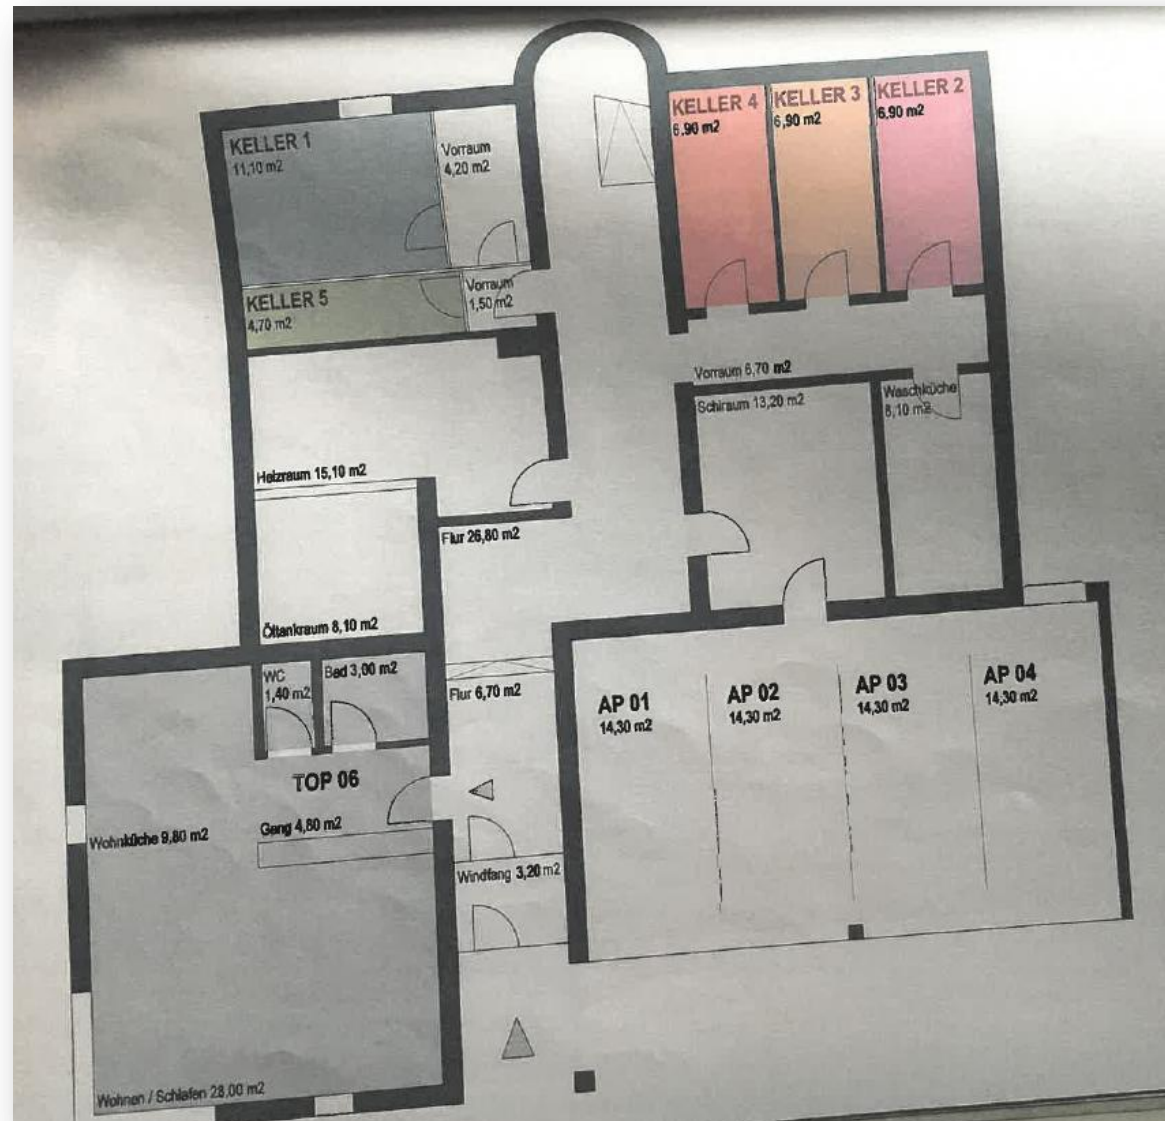 KELLER 1
11,10 m2
Vorraum
4,20 m2
KELLER 4
6,90 m2
KELLER 3
6,90 m2
KELLER 2
6,90 m2
KELLER 5
4,70 m2
Vorraum
1,50 m2
Vorraum 6,70 m2
Schiraum 13,20 m2
Waschküche
8,10 m2
Heizraum 15,10 m2
Flur 26,80 m2
Öltankraum 8,10 m2
WC
1,40 m2
Bad 3,00 m2
Flur 6,70 m2
AP 01
14,30 m2
AP 02
14,30 m2
AP 03
14,30 m2
AP 04
14,30 m2
TOP 06
Wohnküche 9,80 m2
Gang 4,80 m2
Windfang 3,20 m2
Wohnen / Schlafen 28,00 m2